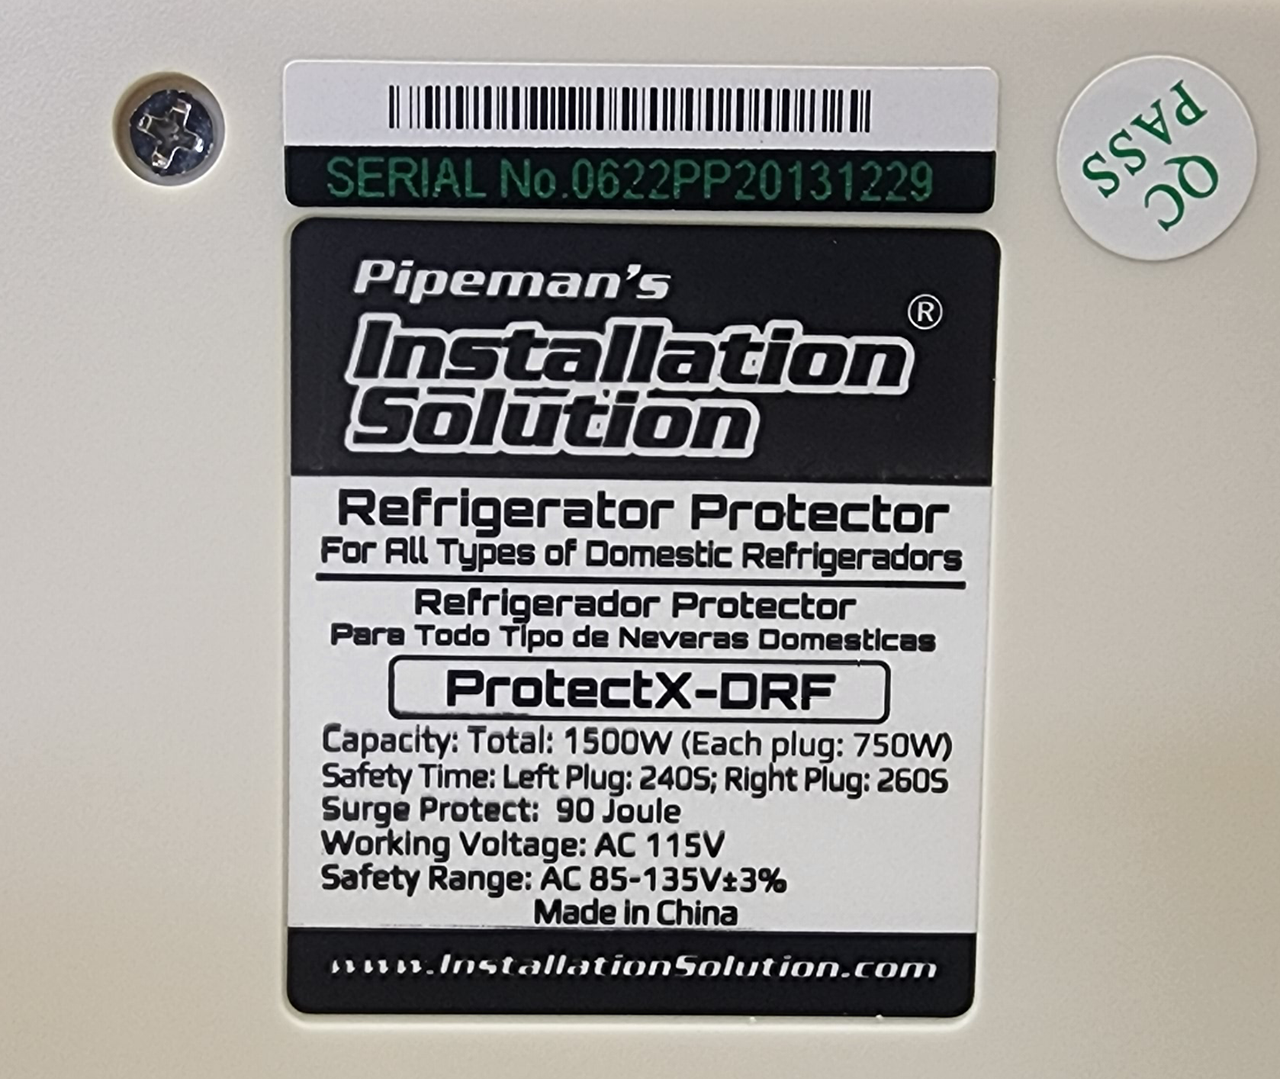 SERIAL No.0622PP20131229
QC
PASS
Pipeman's
Installation ®
Solution
Refrigerator Protector
For All Types of Domestic Refrigeradors
Refrigerador Protector
Para Todo Tipo de Neveras Domesticas
ProtectX-DRF
Capacity: Total: 1500W (Each plug: 750W)
Safety Time: Left Plug: 240S; Right Plug: 260S
Surge Protect: 90 Joule
Working Voltage: AC 115V
Safety Range: AC 85-135V±3%
Made in China
www.InstallationSolution.com